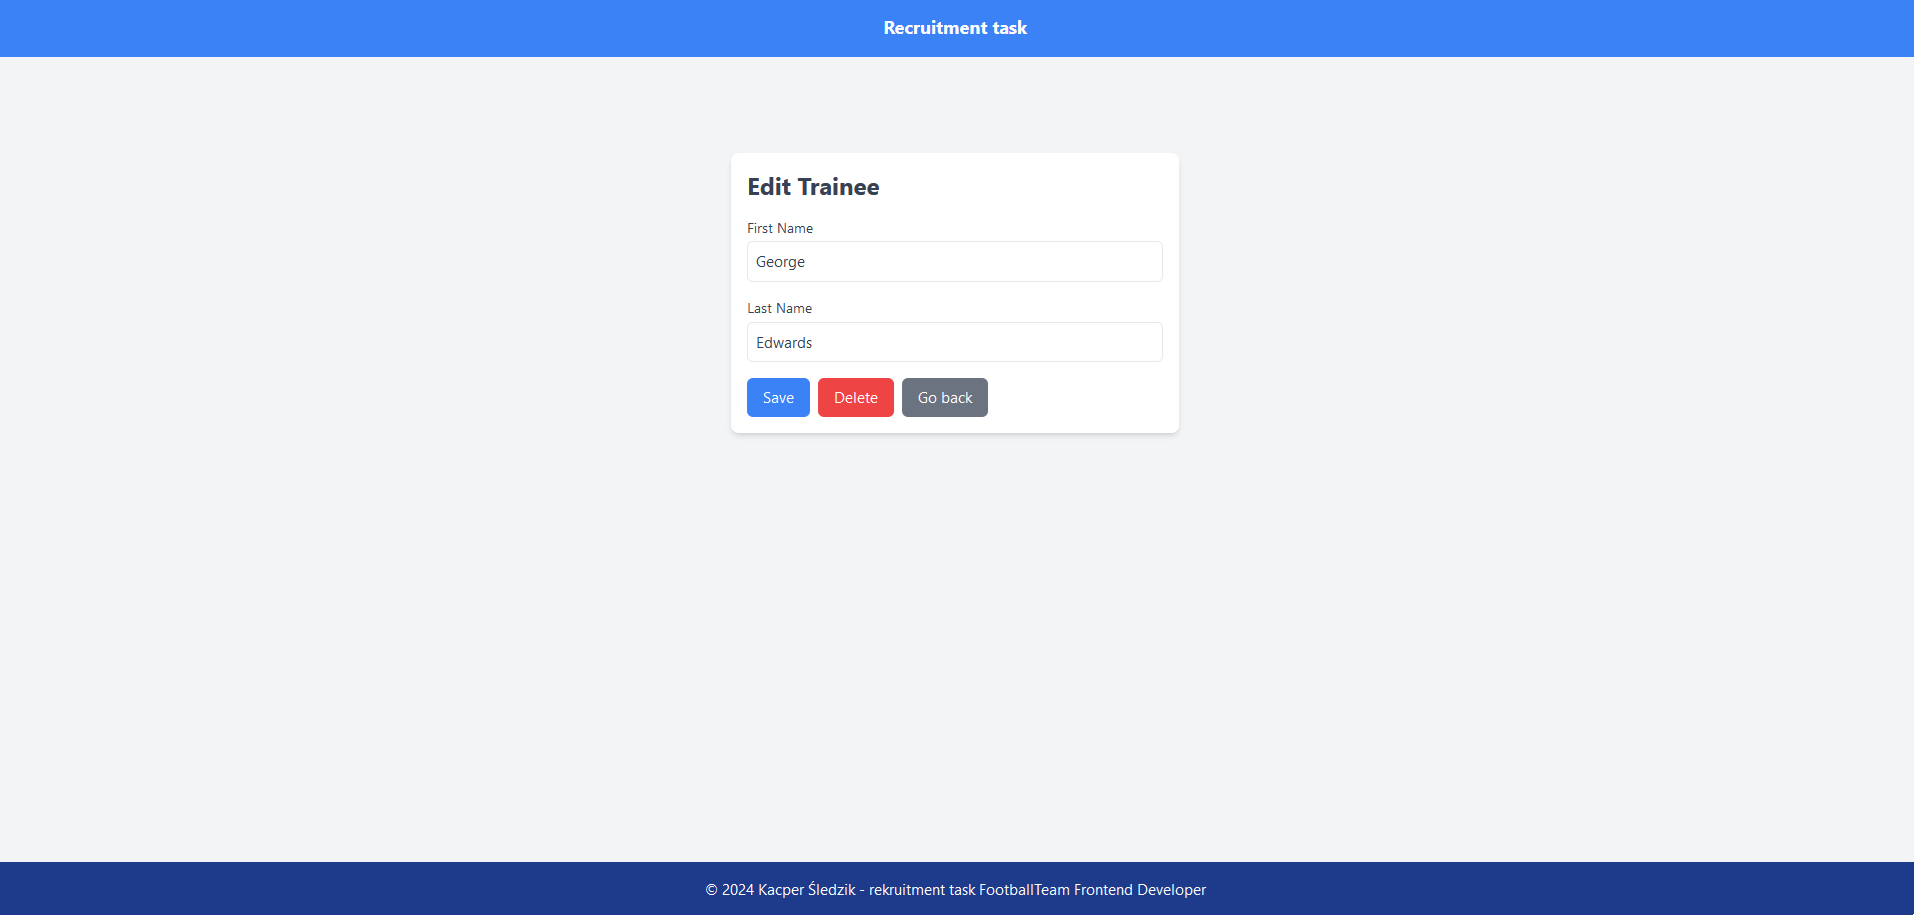 Recruitment task
Edit Trainee
First Name
George
Last Name
Edwards
Save Delete Go back
© 2024 Kacper Śledzik - rekruitment task FootballTeam Frontend Developer